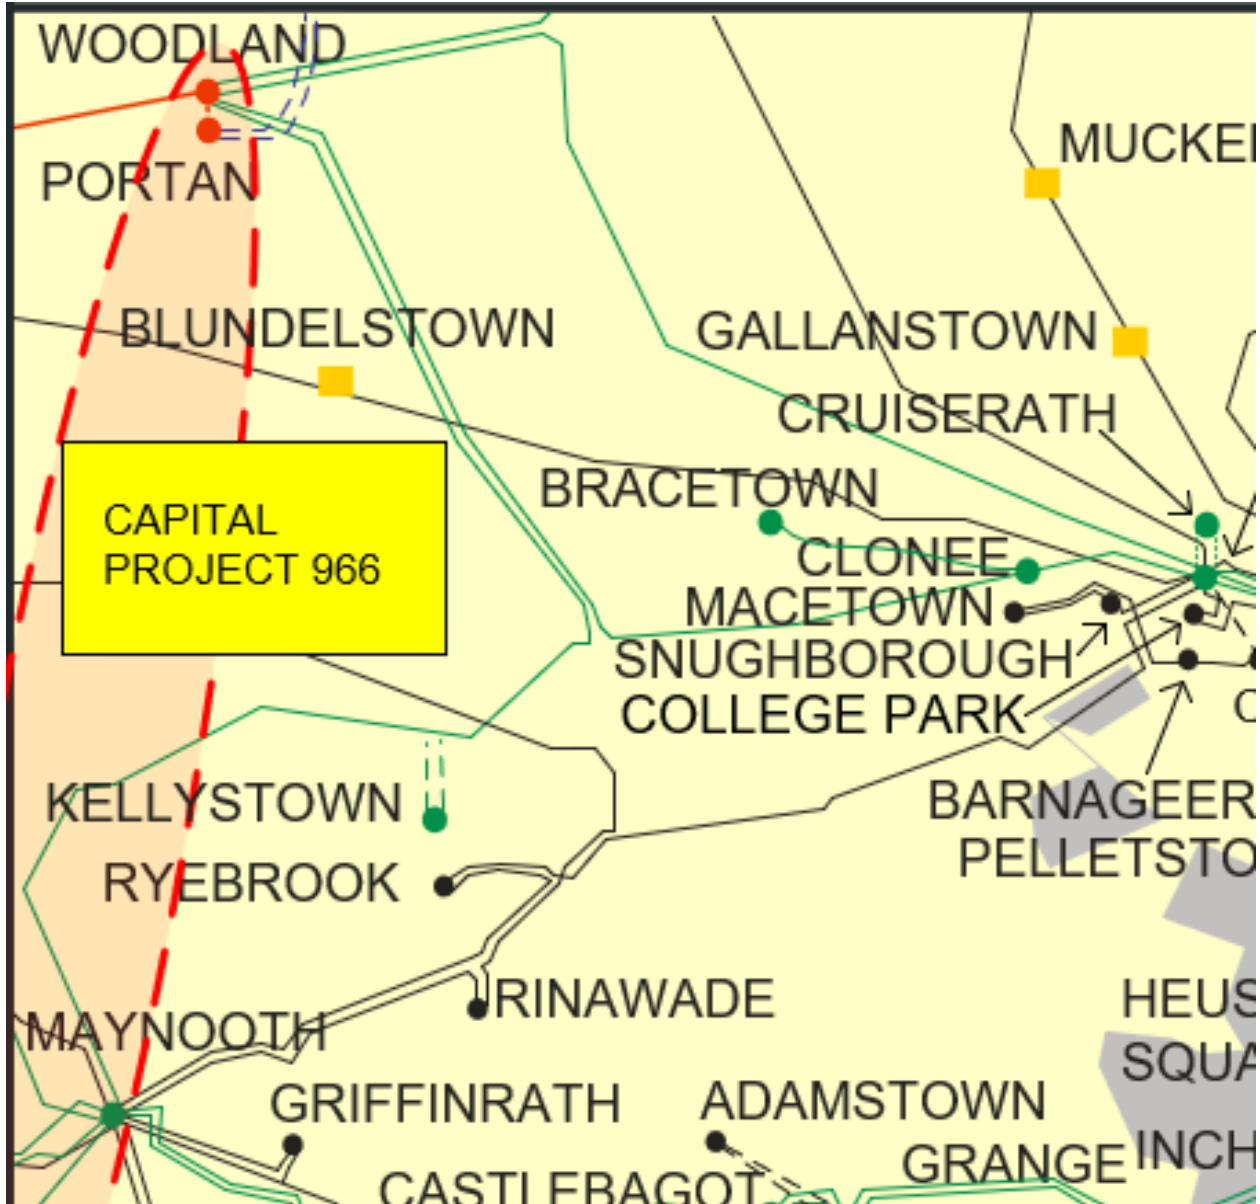 WOODLAND
MUCKE
PORTAN
BLUNDELSTOWN
GALLANSTOWN
CRUISERATH
BRACETOWN
CAPITAL
PROJECT 966
CLONEE
MACETOWN
SNUGHBOROUGH
COLLEGE PARK
KELLYSTOWN
BARNAGEER
PELLETSTO
RYEBROOK
RINAWADE
HEUS
MAYNOOTH
SQUA
GRIFFINRATH
ADAMSTOWN
GRANGE
INCH
CASTLEBAGOT